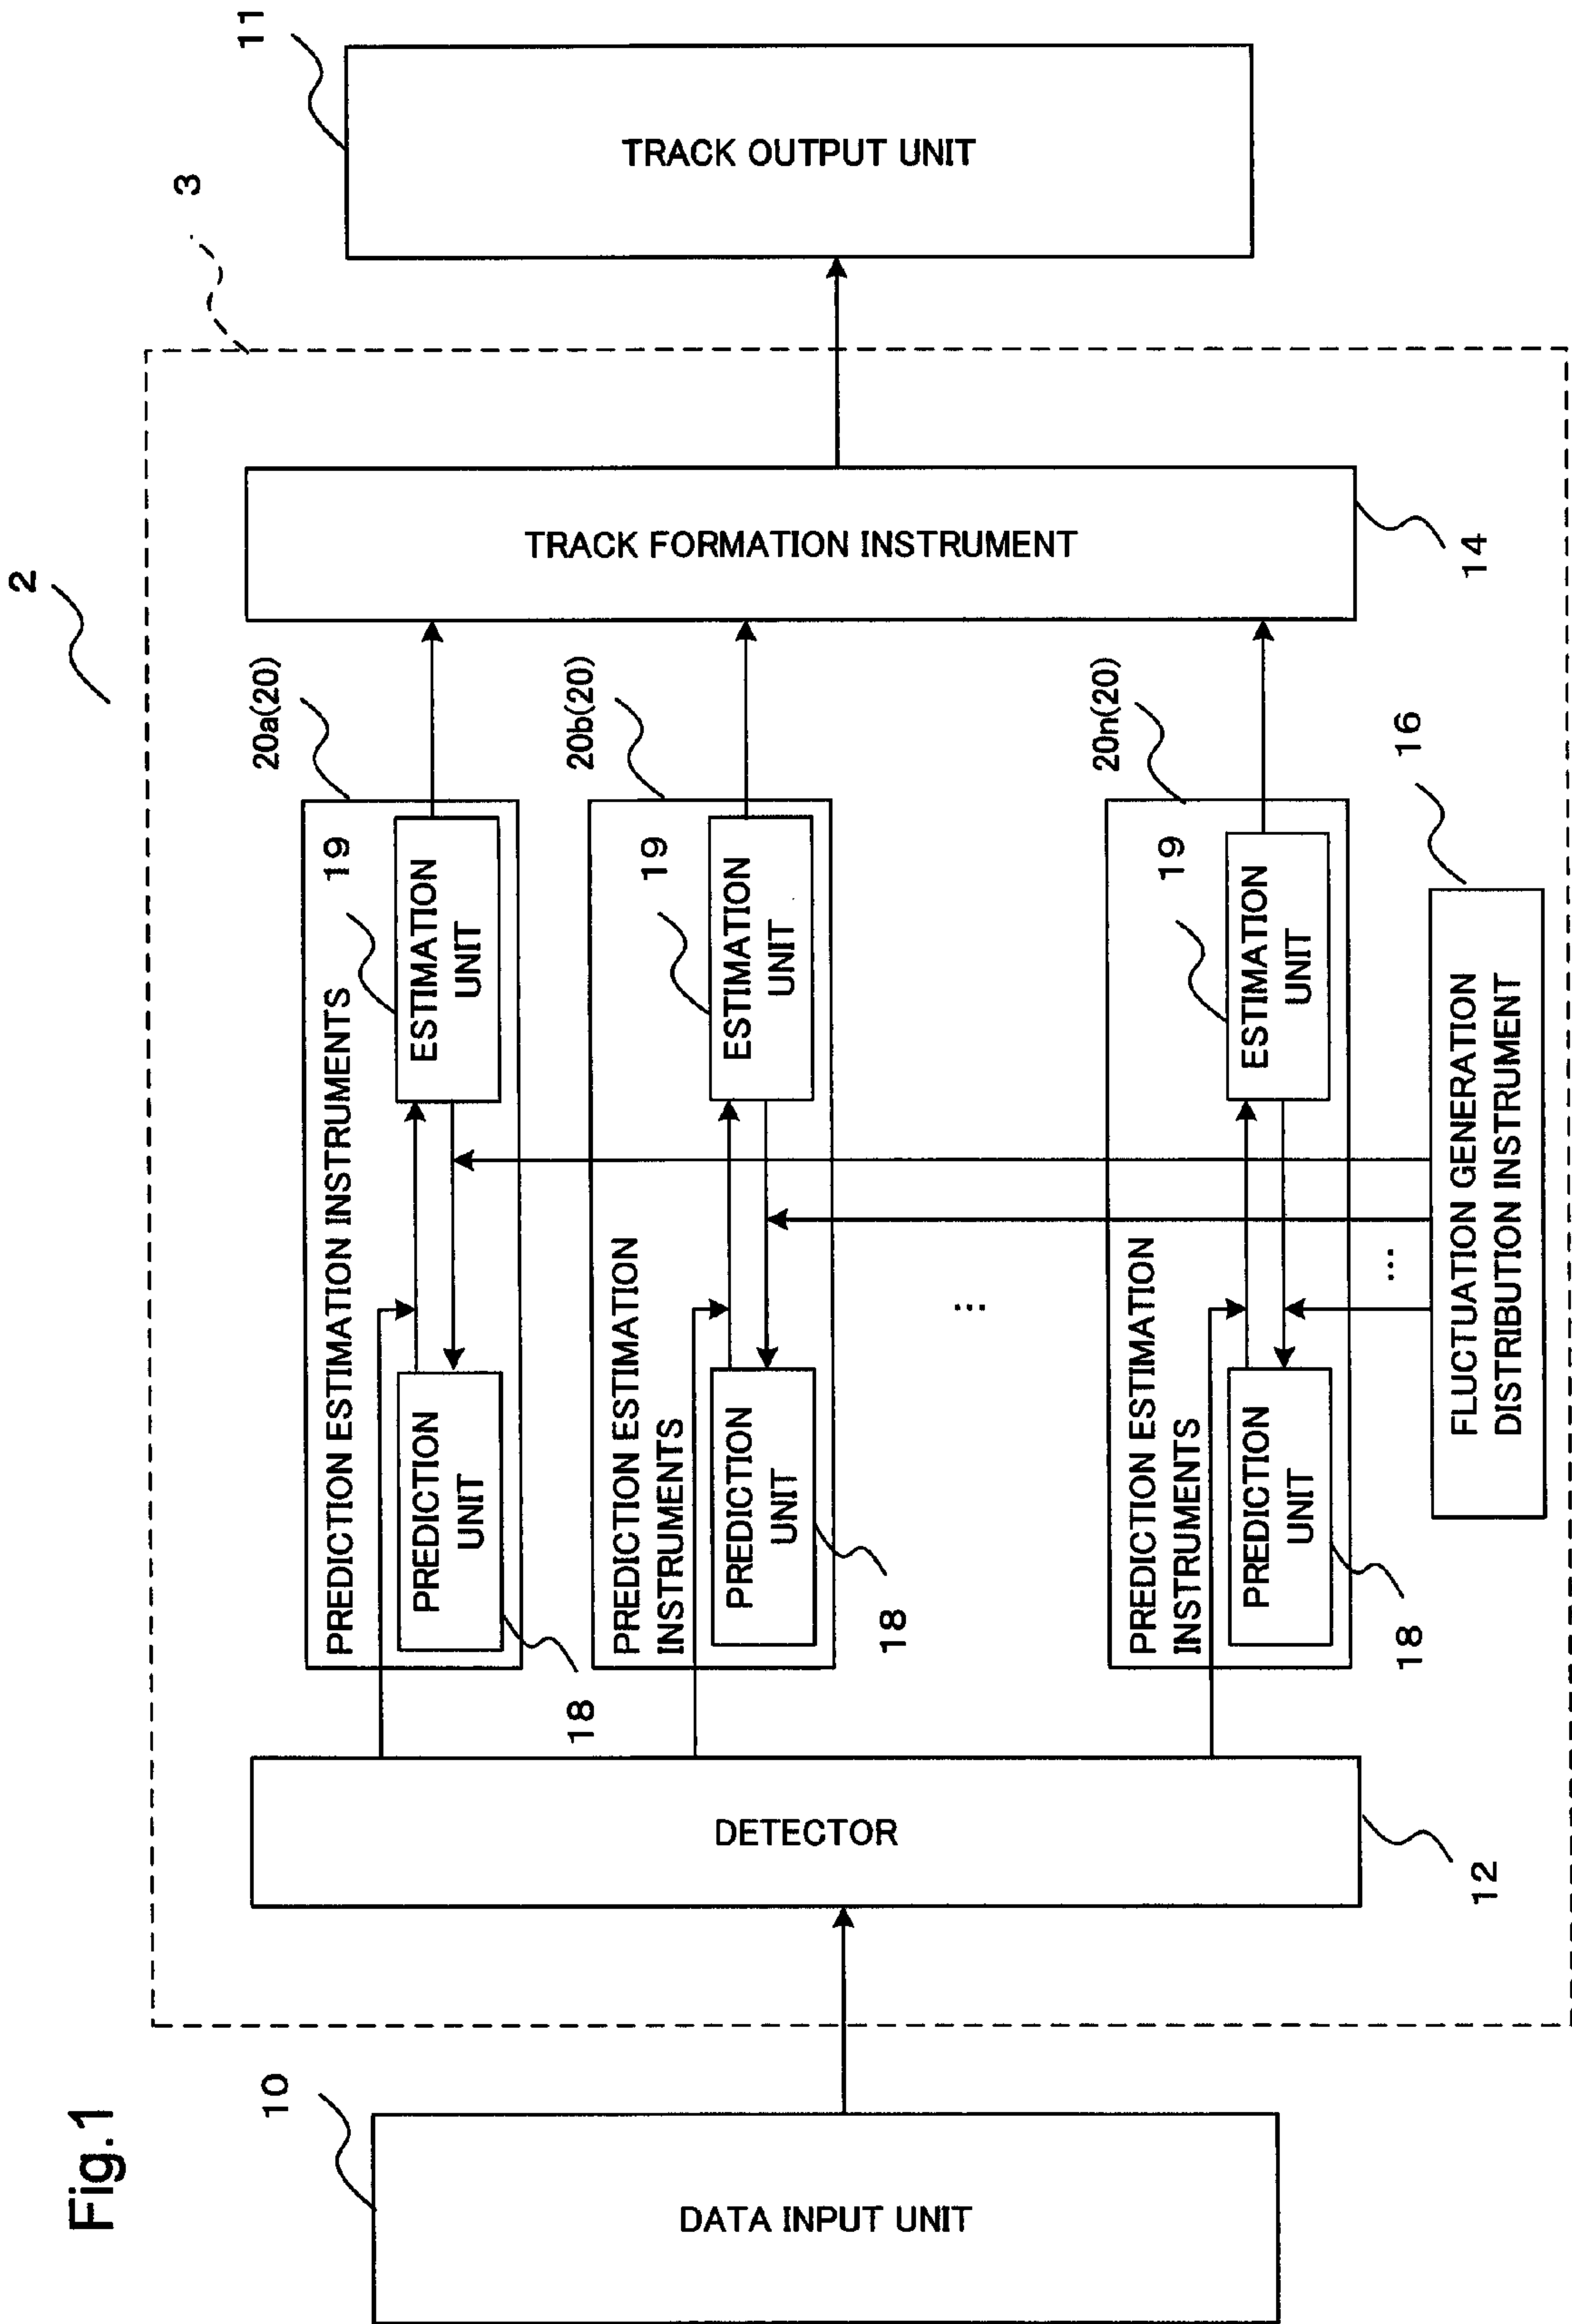 Fig.1
2
3
10
DATA INPUT UNIT
12
DETECTOR
PREDICTION ESTIMATION INSTRUMENTS
20a(20)
18
PREDICTION
UNIT
19
ESTIMATION
UNIT
PREDICTION ESTIMATION
INSTRUMENTS
20b(20)
18
PREDICTION
UNIT
19
ESTIMATION
UNIT
...
PREDICTION ESTIMATION
INSTRUMENTS
20n(20)
18
PREDICTION
UNIT
19
ESTIMATION
UNIT
...
FLUCTUATION GENERATION
DISTRIBUTION INSTRUMENT
16
TRACK FORMATION INSTRUMENT
14
TRACK OUTPUT UNIT
11